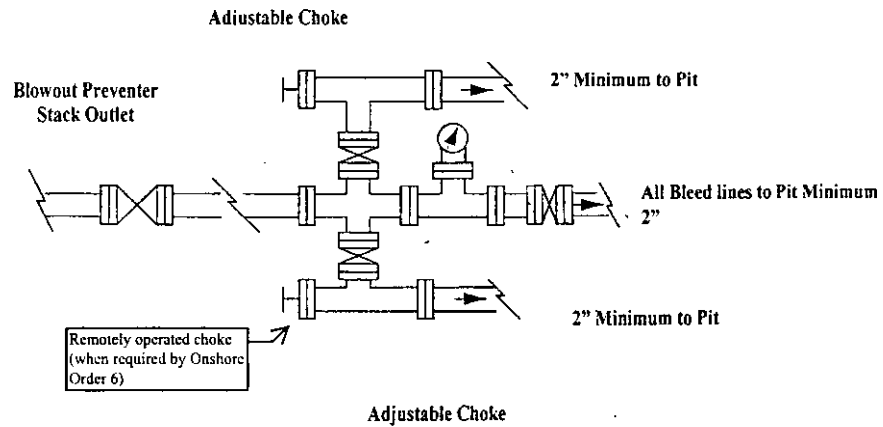 Adjustable Choke
Blowout Preventer
Stack Outlet
2" Minimum to Pit
All Bleed lines to Pit Minimum
2"
Remotely operated choke
(when required by Onshore
Order 6)
2" Minimum to Pit
Adjustable Choke